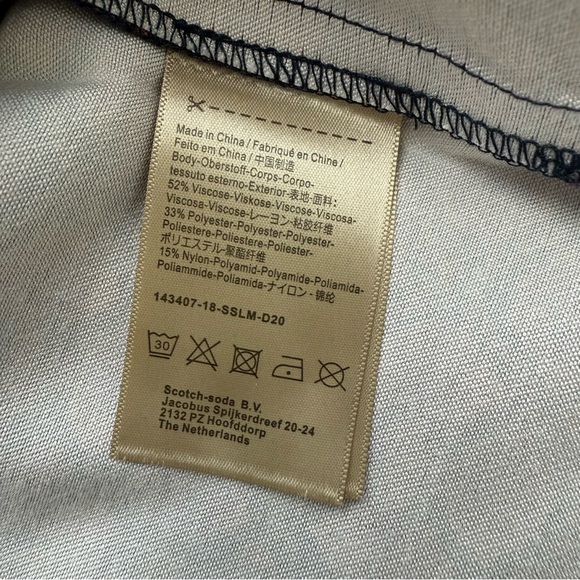 Made in China / Fabriqué en Chine /
Feito em China / 中国制造
Body-Oberstoff-Corps-Corpo-
tessuto esterno-Exterior-表地-面料:
52% Viscose-Viskose-Viscose-Viscosa-
Viscosa-Viscose-レーヨン-粘胶纤维
33% Polyester-Polyester-Polyester-
Poliestere-Poliestere-Poliester-
ポリエステル-聚酯纤维
15% Nylon-Polyamid-Polyamide-Poliamida-
Poliammide-Poliamida-ナイロン-锦纶
143407-18-SSLM-D20
30
Scotch-soda B.V.
Jacobus Spijkerdreef 20-24
2132 PZ Hoofddorp
The Netherlands